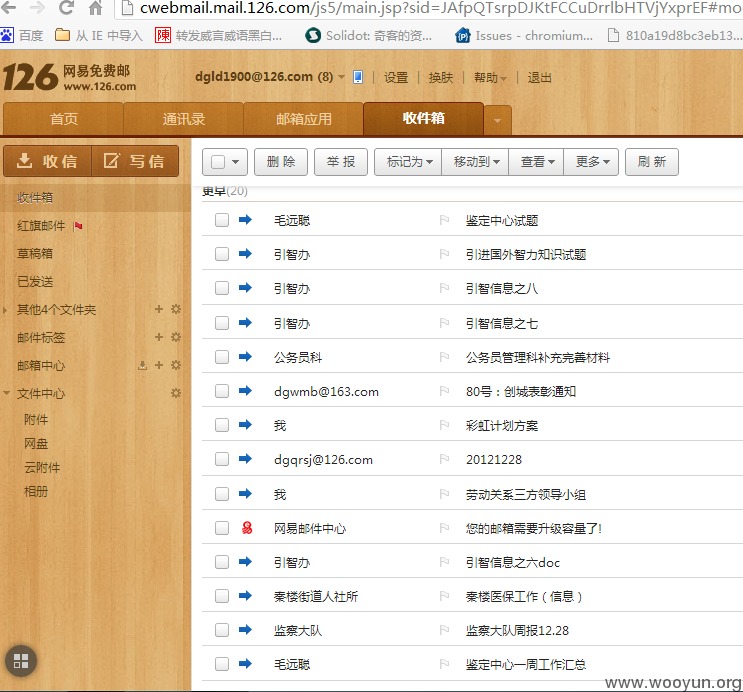 cwebmail.mail.126.com/js5/main.jsp?sid=JAfpQTsrpDJKtFCCuDrrlbHTVjYxprEF#mo
百度 从 IE 中导入 陳 转发威言威语黑白... S Solidot: 奇客的资... Issues - chromium... 810a19d8bc3eb13...
126 网易免费邮 www.126.com dgld1900@126.com (8) 设置 换肤 帮助 退出
首页 通讯录 邮箱应用 收件箱
收 信 写 信 删 除 举 报 标记为 移动到 查看 更多 刷 新
更早(20)
收件箱
红旗邮件
草稿箱
已发送
其他4个文件夹
邮件标签
邮箱中心
文件中心
附件
网盘
云附件
相册
毛远聪 鉴定中心试题
引智办 引进国外智力知识试题
引智办 引智信息之八
引智办 引智信息之七
公务员科 公务员管理科补充完善材料
dgwmb@163.com 80号：创城表彰通知
我 彩虹计划方案
dgqrsj@126.com 20121228
我 劳动关系三方领导小组
网易邮件中心 您的邮箱需要升级容量了!
引智办 引智信息之六doc
秦楼街道人社所 秦楼医保工作（信息）
监察大队 监察大队周报12.28
毛远聪 鉴定中心一周工作汇总
www.wooyun.org